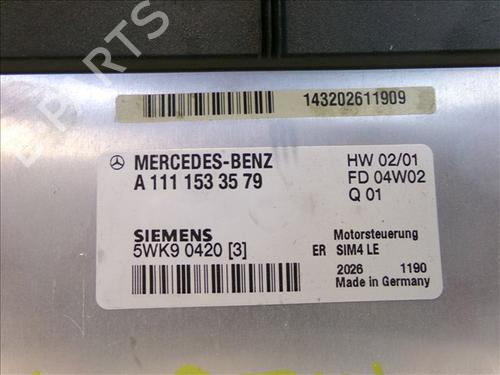 143202611909
MERCEDES-BENZ
A 111 153 35 79
HW 02/01
FD 04W02
Q 01
SIEMENS
5WK9 0420 [3]
Motorsteuerung
ER SIM4 LE
2026 1190
Made in Germany